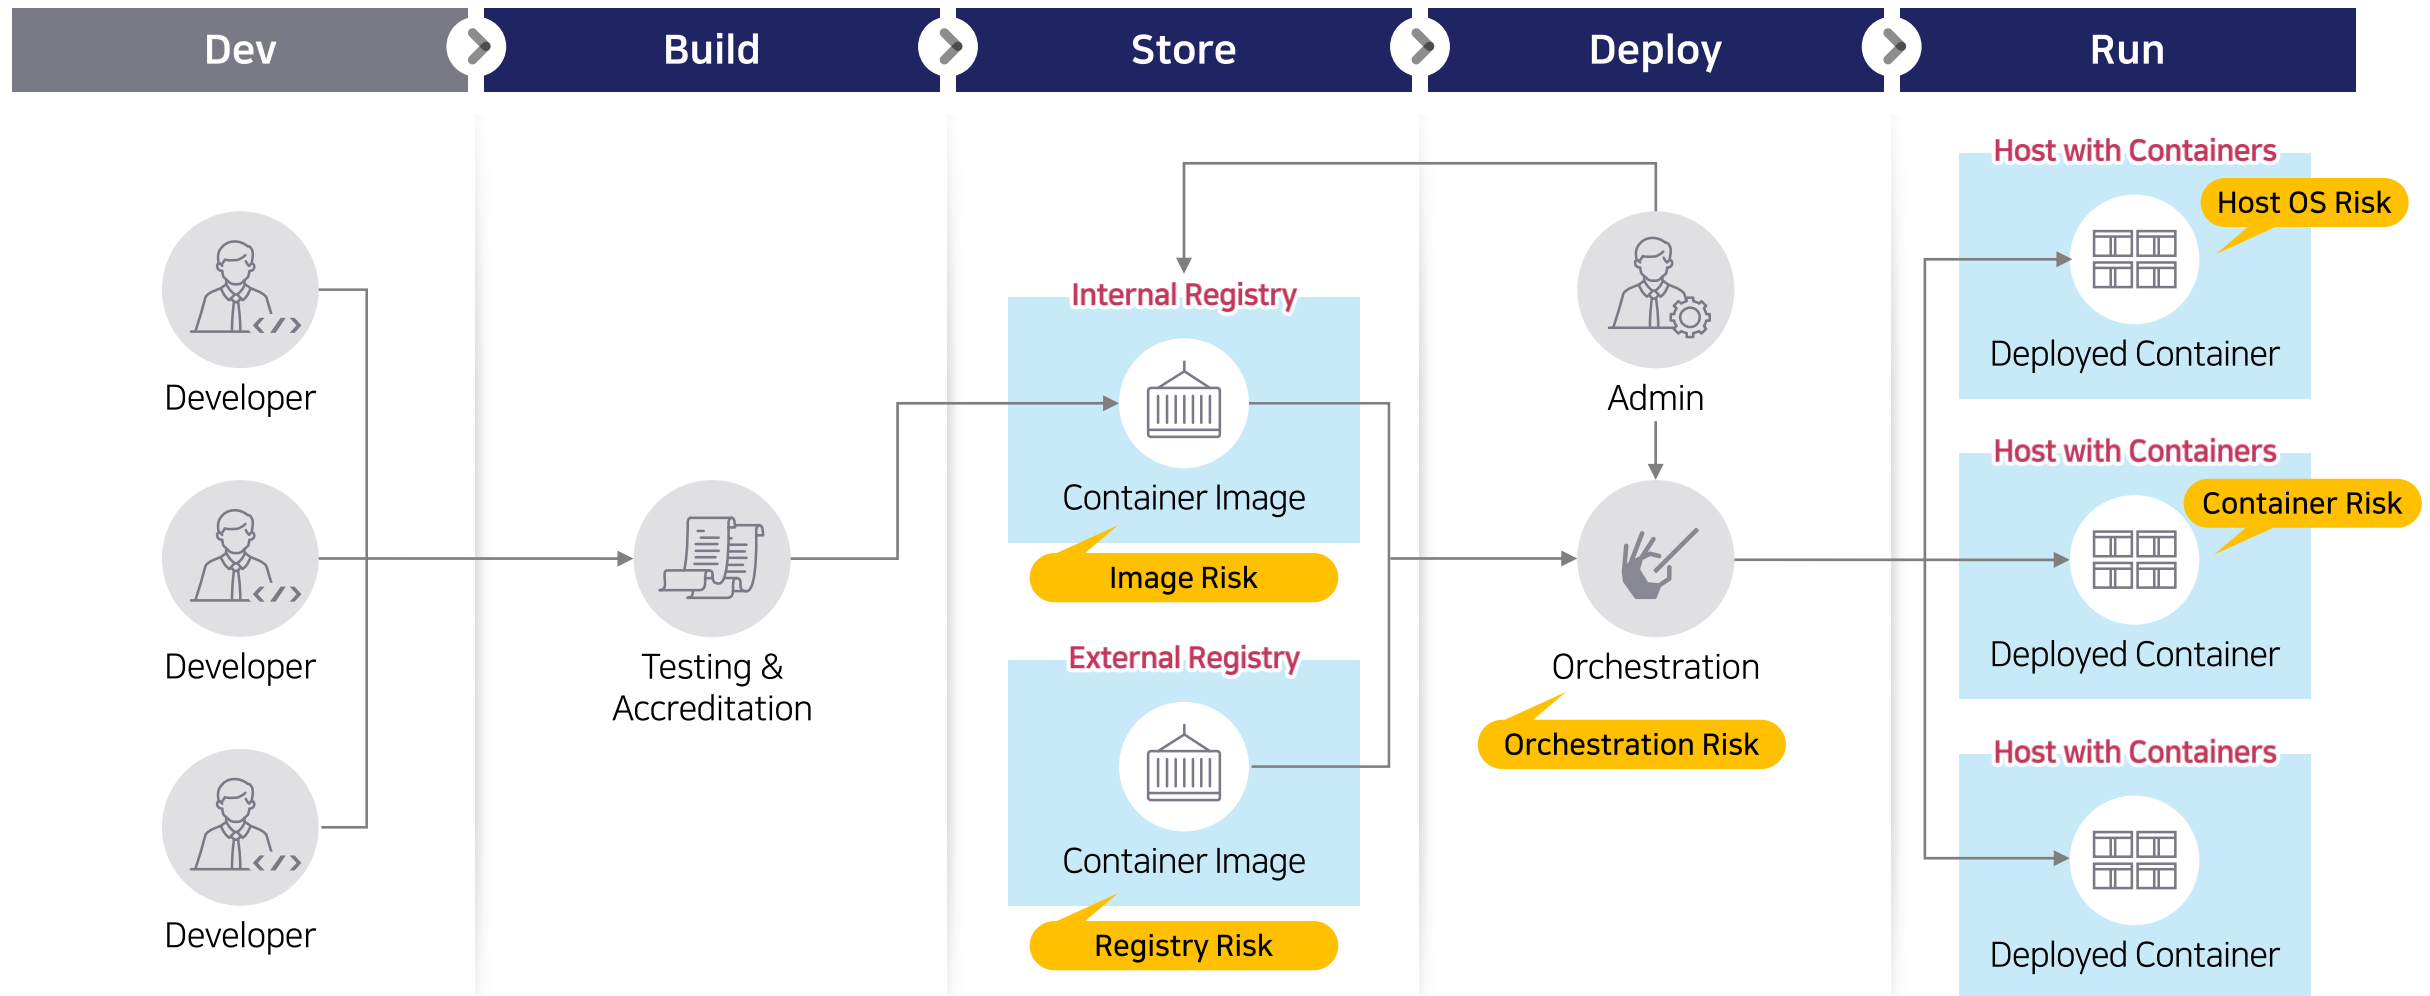 Dev
Build
Store
Deploy
Run
Developer
Developer
Developer
Testing &
Accreditation
Internal Registry
Container Image
Image Risk
External Registry
Container Image
Registry Risk
Admin
Orchestration
Orchestration Risk
Host with Containers
Host OS Risk
Deployed Container
Host with Containers
Container Risk
Deployed Container
Host with Containers
Deployed Container